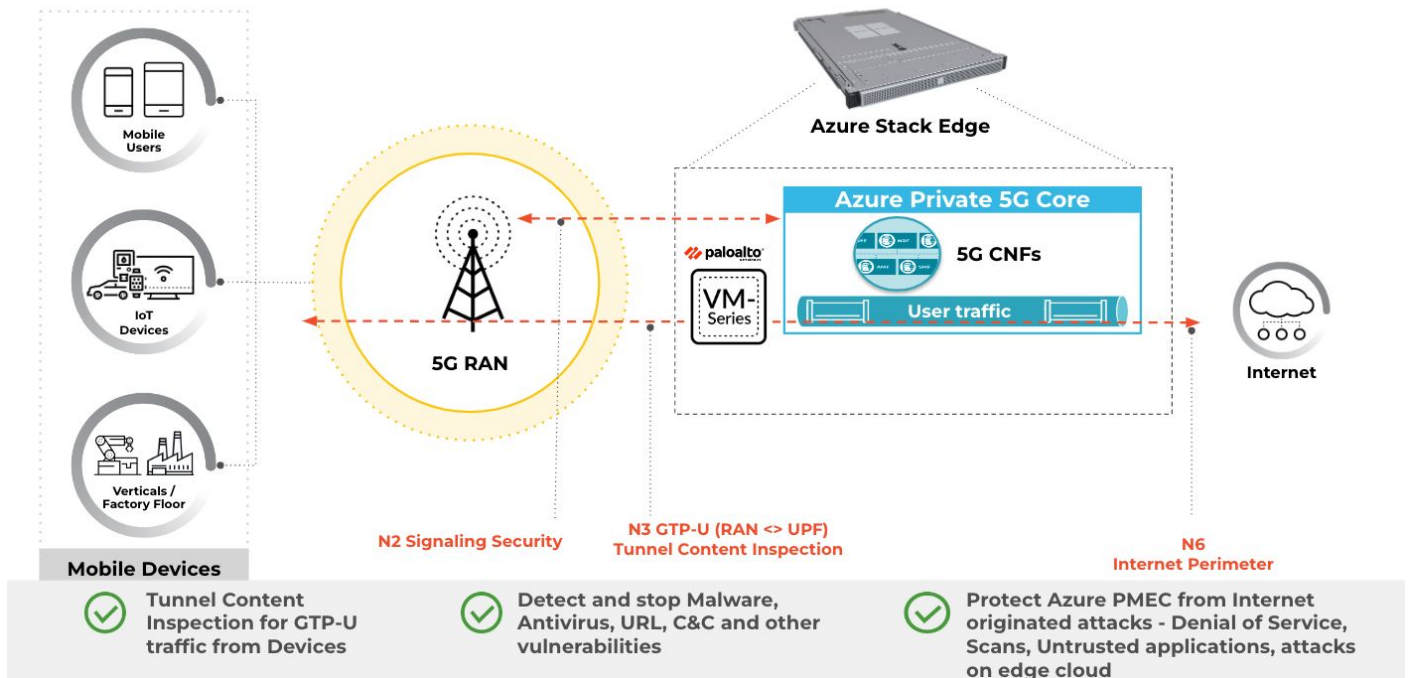 Mobile
Users
IoT
Devices
Verticals /
Factory Floor
Mobile Devices
5G RAN
Azure Stack Edge
paloalto
VM-
Series
Azure Private 5G Core
5G CNFs
User traffic
Internet
N2 Signaling Security
N3 GTP-U (RAN <> UPF)
Tunnel Content Inspection
N6
Internet Perimeter
Tunnel Content
Inspection for GTP-U
traffic from Devices
Detect and stop Malware,
Antivirus, URL, C&C and other
vulnerabilities
Protect Azure PMEC from Internet
originated attacks - Denial of Service,
Scans, Untrusted applications, attacks
on edge cloud